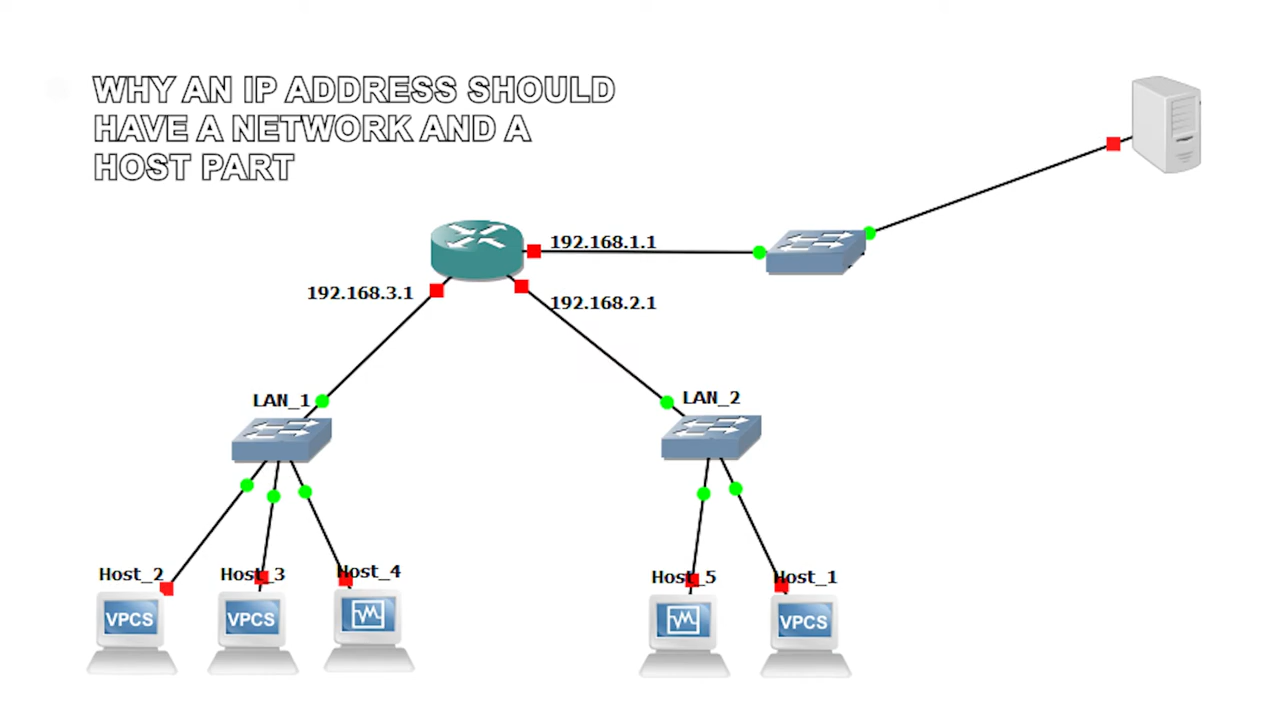 WHY AN IP ADDRESS SHOULD
HAVE A NETWORK AND A
HOST PART
192.168.1.1
192.168.3.1
192.168.2.1
LAN_1
LAN_2
Host_2
Host_3
Host_4
Host_5
Host_1
VPCS
VPCS
VPCS